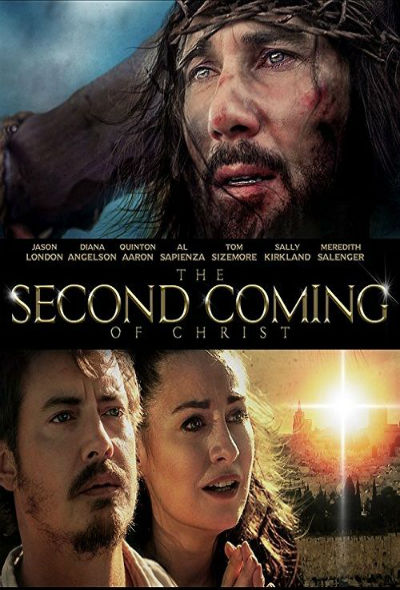 JASON DIANA QUINTON AL TOM SALLY MEREDITH
LONDON ANGELSON AARON SAPIENZA SIZEMORE KIRKLAND SALENGER
THE
SECOND COMING
OF CHRIST